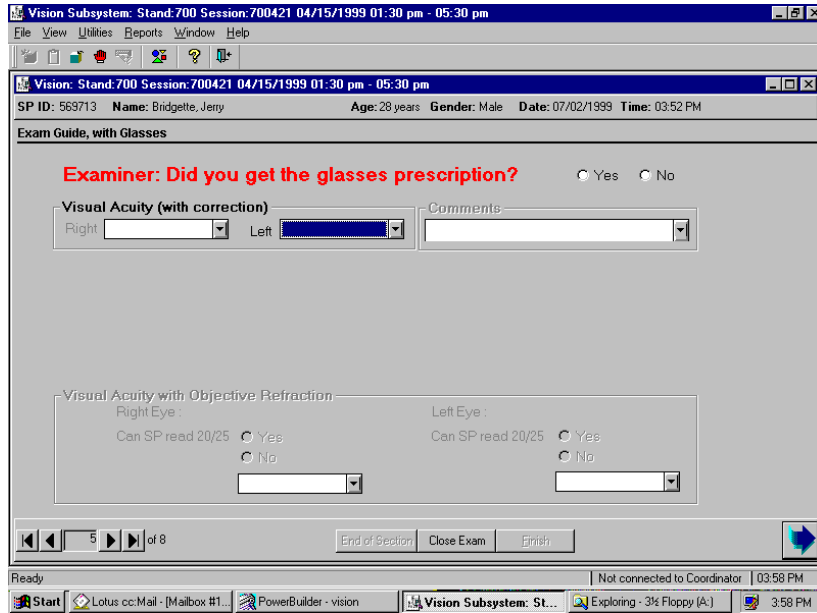 Vision Subsystem: Stand:700 Session:700421 04/15/1999 01:30 pm - 05:30 pm
File View Utilities Reports Window Help
Vision: Stand:700 Session:700421 04/15/1999 01:30 pm - 05:30 pm
SP ID: 569713 Name: Bridgette, Jerry Age: 28 years Gender: Male Date: 07/02/1999 Time: 03:52 PM
Exam Guide, with Glasses
Examiner: Did you get the glasses prescription? Yes No
Visual Acuity (with correction) Comments
Right Left
Visual Acuity with Objective Refraction
Right Eye : Left Eye :
Can SP read 20/25 Yes Can SP read 20/25 Yes
No No
5 of 8 End of Section Close Exam Finish
Ready Not connected to Coordinator 03:58 PM
Start Lotus cc:Mail - [Mailbox #1... PowerBuilder - vision Vision Subsystem: St... Exploring - 3½ Floppy (A:) 3:58 PM